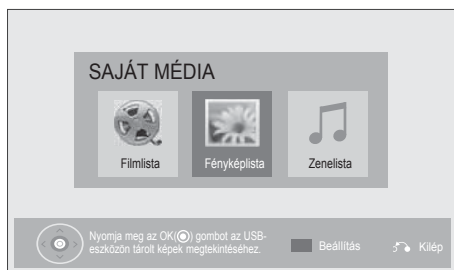 SAJÁT MÉDIA
Filmlista
Fényképlista
Zenelista
Nyomja meg az OK(◉) gombot az USB-
eszközön tárolt képek megtekintéséhez.
Beállítás
Kilép